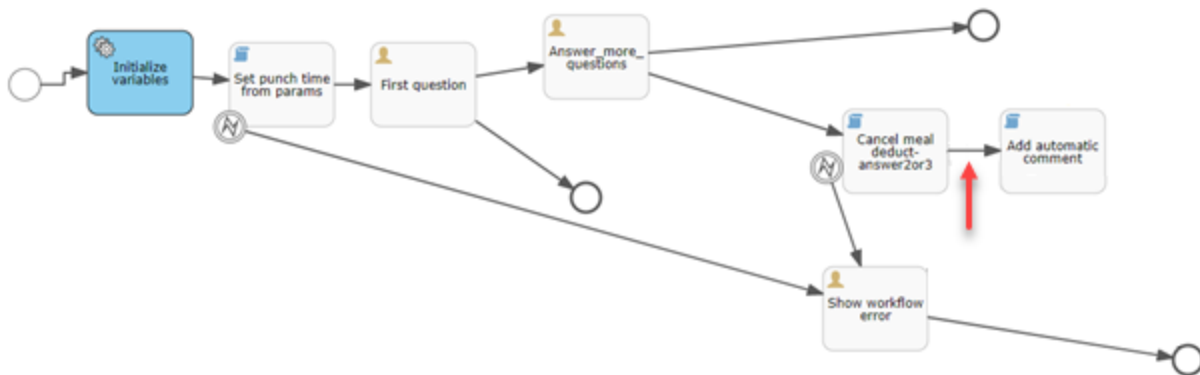 Initialize
variables
Set punch time
from params
First question
Answer_more_
questions
Cancel meal
deduct-
answer2or3
Add automatic
comment
Show workflow
error